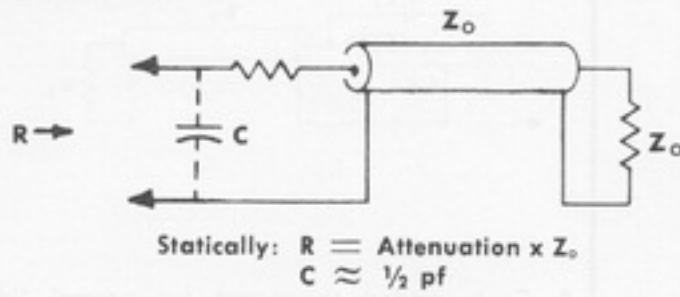 Z₀
R → C Z₀
Statically: R = Attenuation x Z₀
C ≈ ½ pf